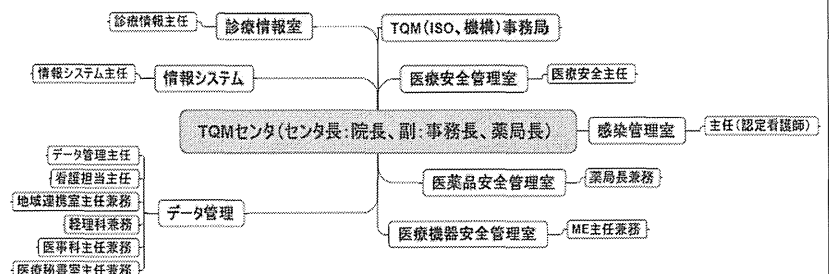 診療情報主任
診療情報室
TQM（ISO、機構）事務局
情報システム主任
情報システム
医療安全管理室
医療安全主任
TQMセンタ（センタ長：院長、副：事務長、薬局長）
感染管理室
主任（認定看護師）
データ管理主任
看護担当主任
地域連携室主任兼務
経理科兼務
医事科主任兼務
医療秘書室主任兼務
データ管理
医薬品安全管理室
薬局長兼務
医療機器安全管理室
ME主任兼務